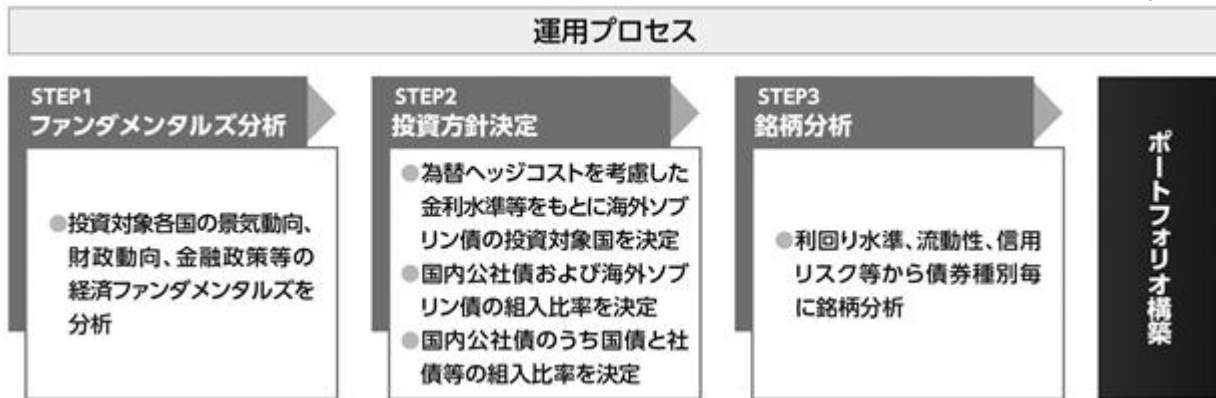 運用プロセス
STEP1
ファンダメンタルズ分析
●投資対象各国の景気動向、
財政動向、金融政策等の
経済ファンダメンタルズを
分析
STEP2
投資方針決定
●為替ヘッジコストを考慮した
金利水準等をもとに海外ソブ
リン債の投資対象国を決定
●国内公社債および海外ソブ
リン債の組入比率を決定
●国内公社債のうち国債と社
債等の組入比率を決定
STEP3
銘柄分析
●利回り水準、流動性、信用
リスク等から債券種別毎
に銘柄分析
ポートフォリオ構築